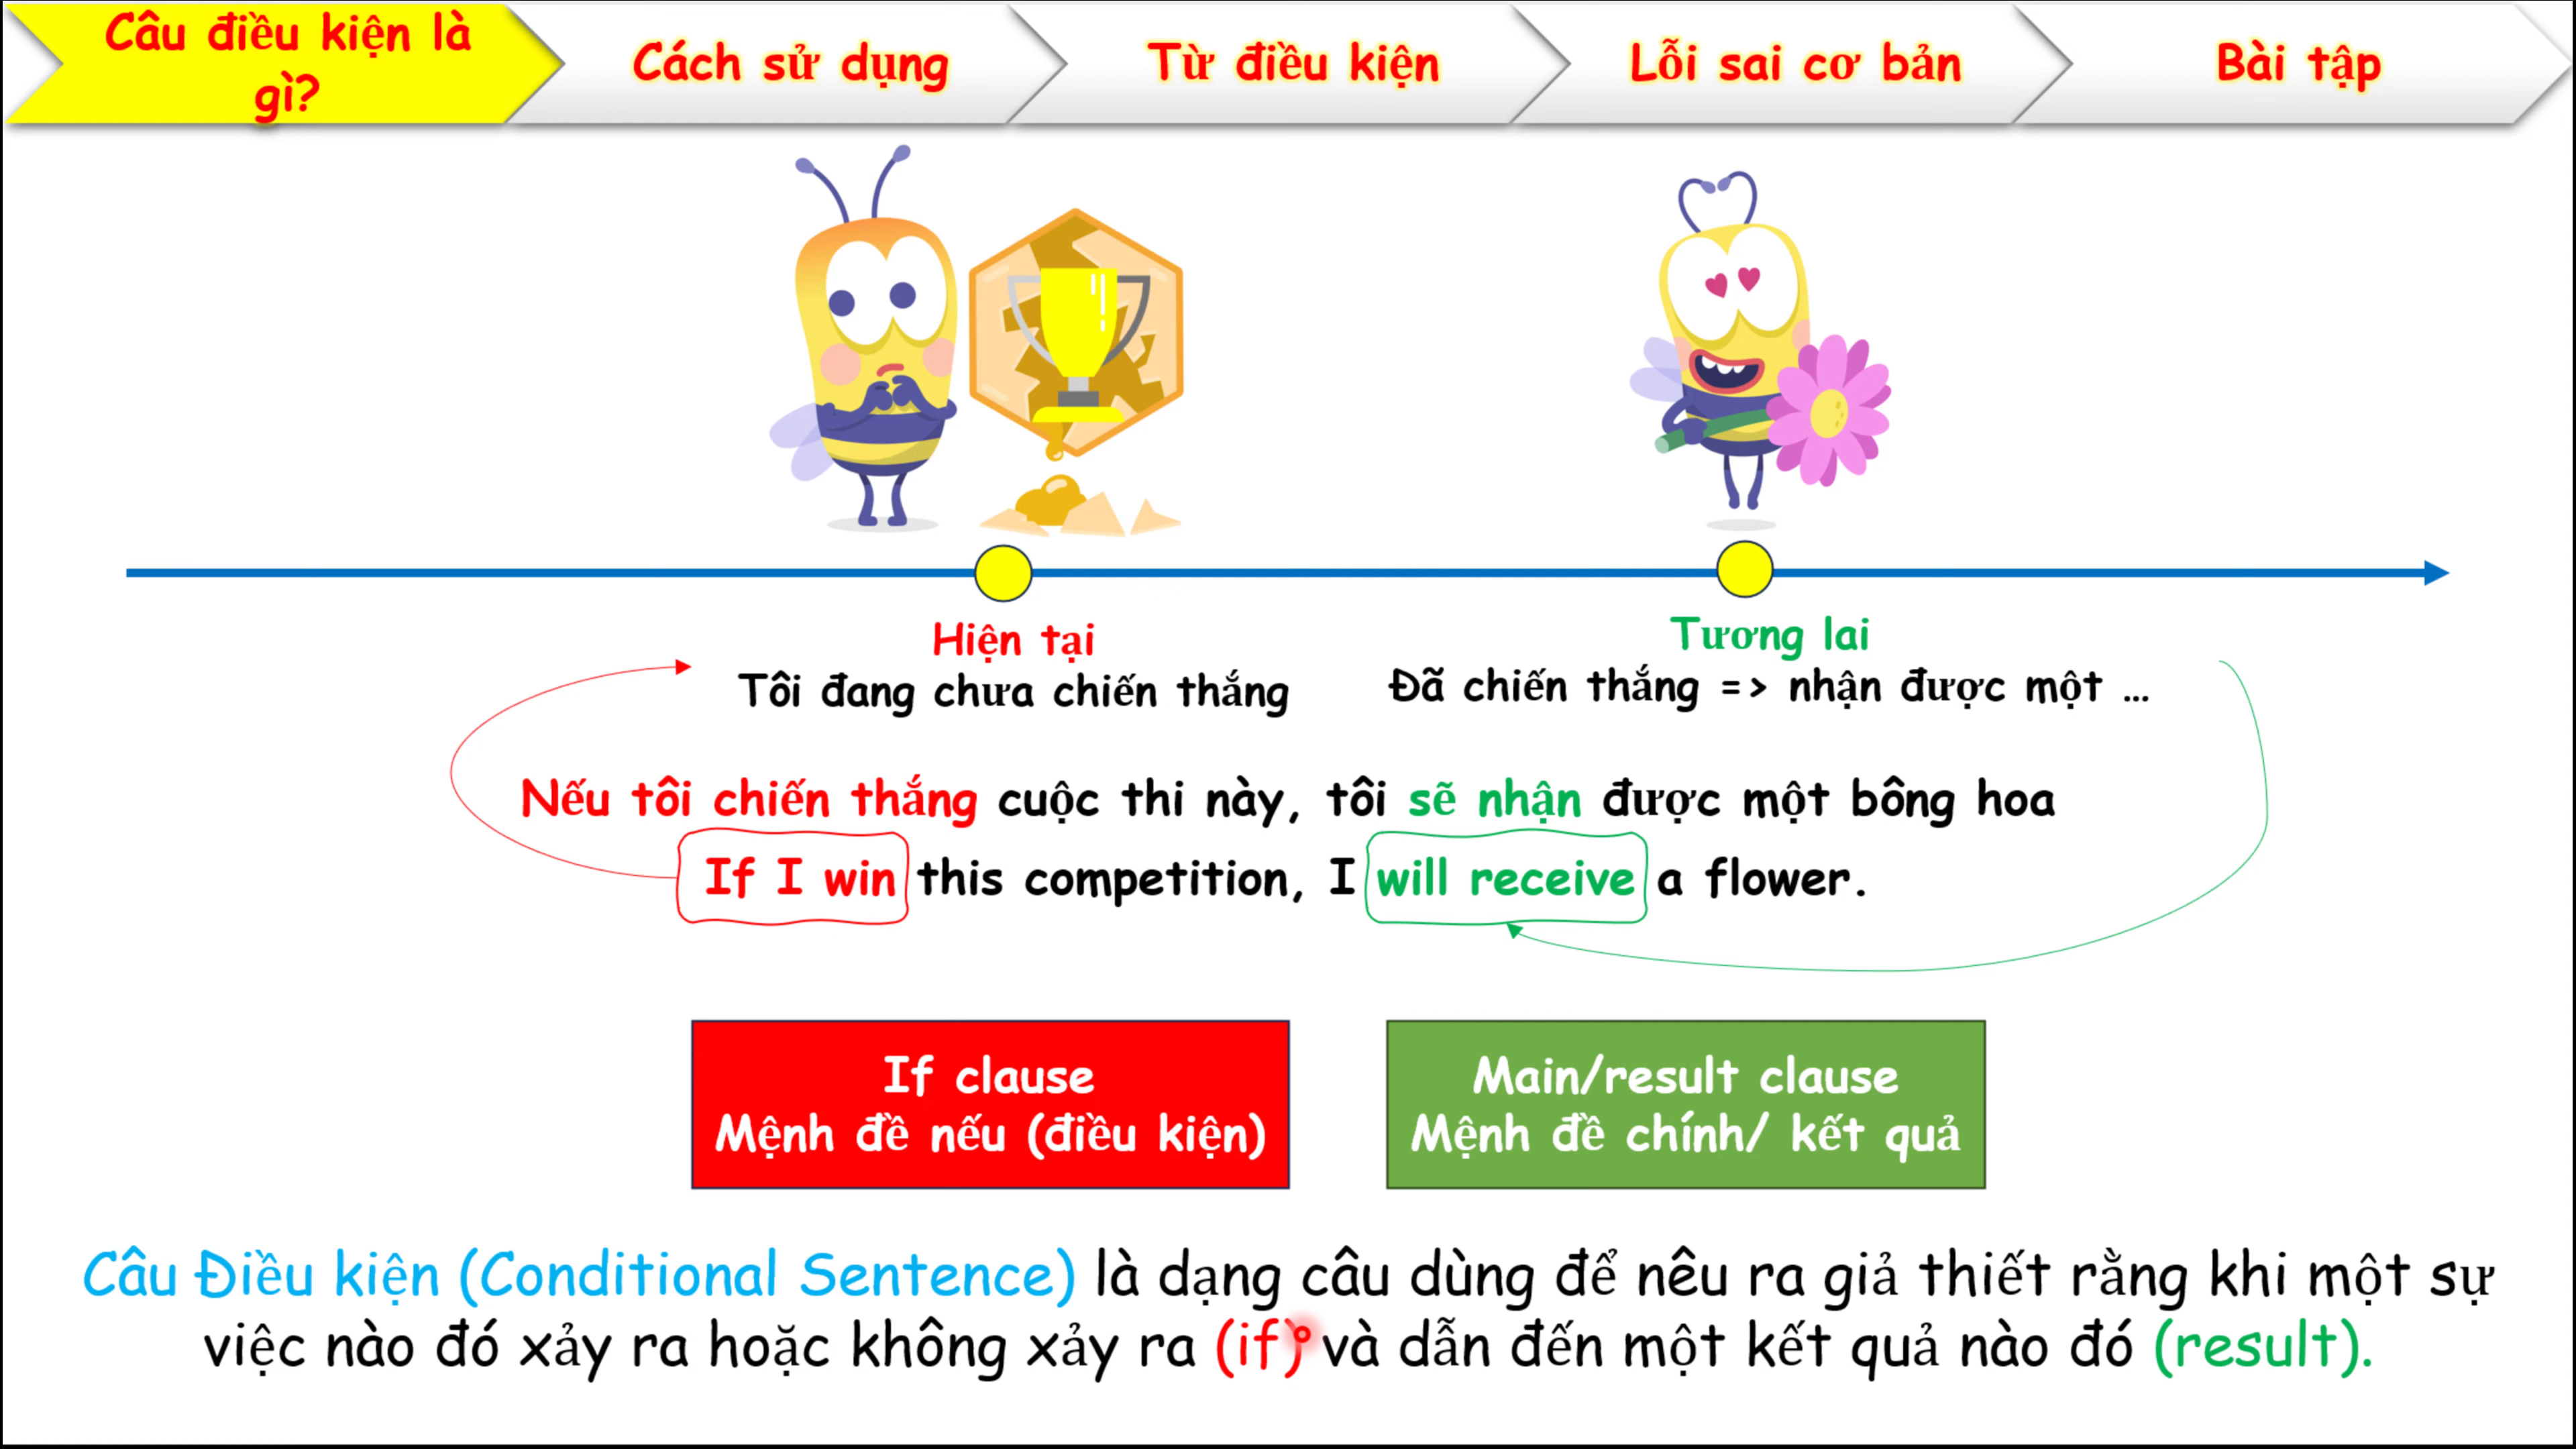 Câu điều kiện là
gì?
Cách sử dụng
Từ điều kiện
Lỗi sai cơ bản
Bài tập
Hiện tại
Tôi đang chưa chiến thắng
Tương lai
Đã chiến thắng => nhận được một ...
Nếu tôi chiến thắng cuộc thi này, tôi sẽ nhận được một bông hoa
If I win this competition, I will receive a flower.
If clause
Mệnh đề nếu (điều kiện)
Main/result clause
Mệnh đề chính/ kết quả
Câu Điều kiện (Conditional Sentence) là dạng câu dùng để nêu ra giả thiết rằng khi một sự
việc nào đó xảy ra hoặc không xảy ra (if) và dẫn đến một kết quả nào đó (result).